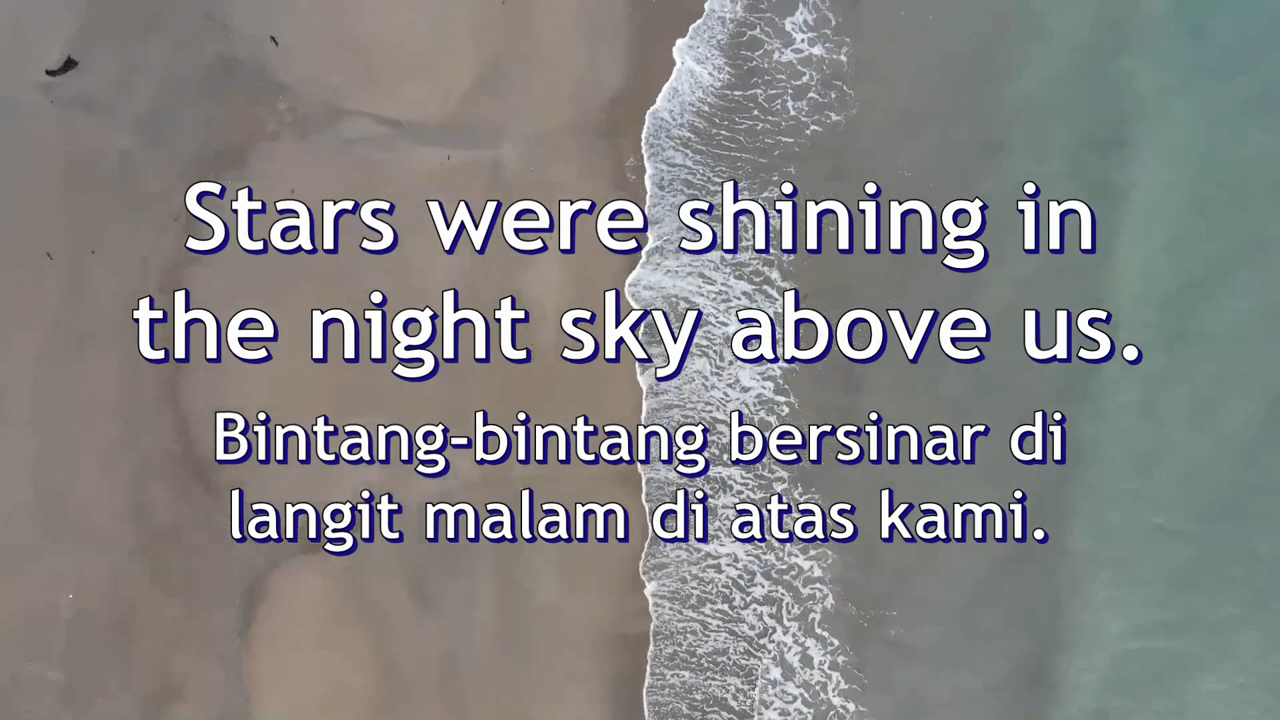 Stars were shining in
the night sky above us.
Bintang-bintang bersinar di
langit malam di atas kami.